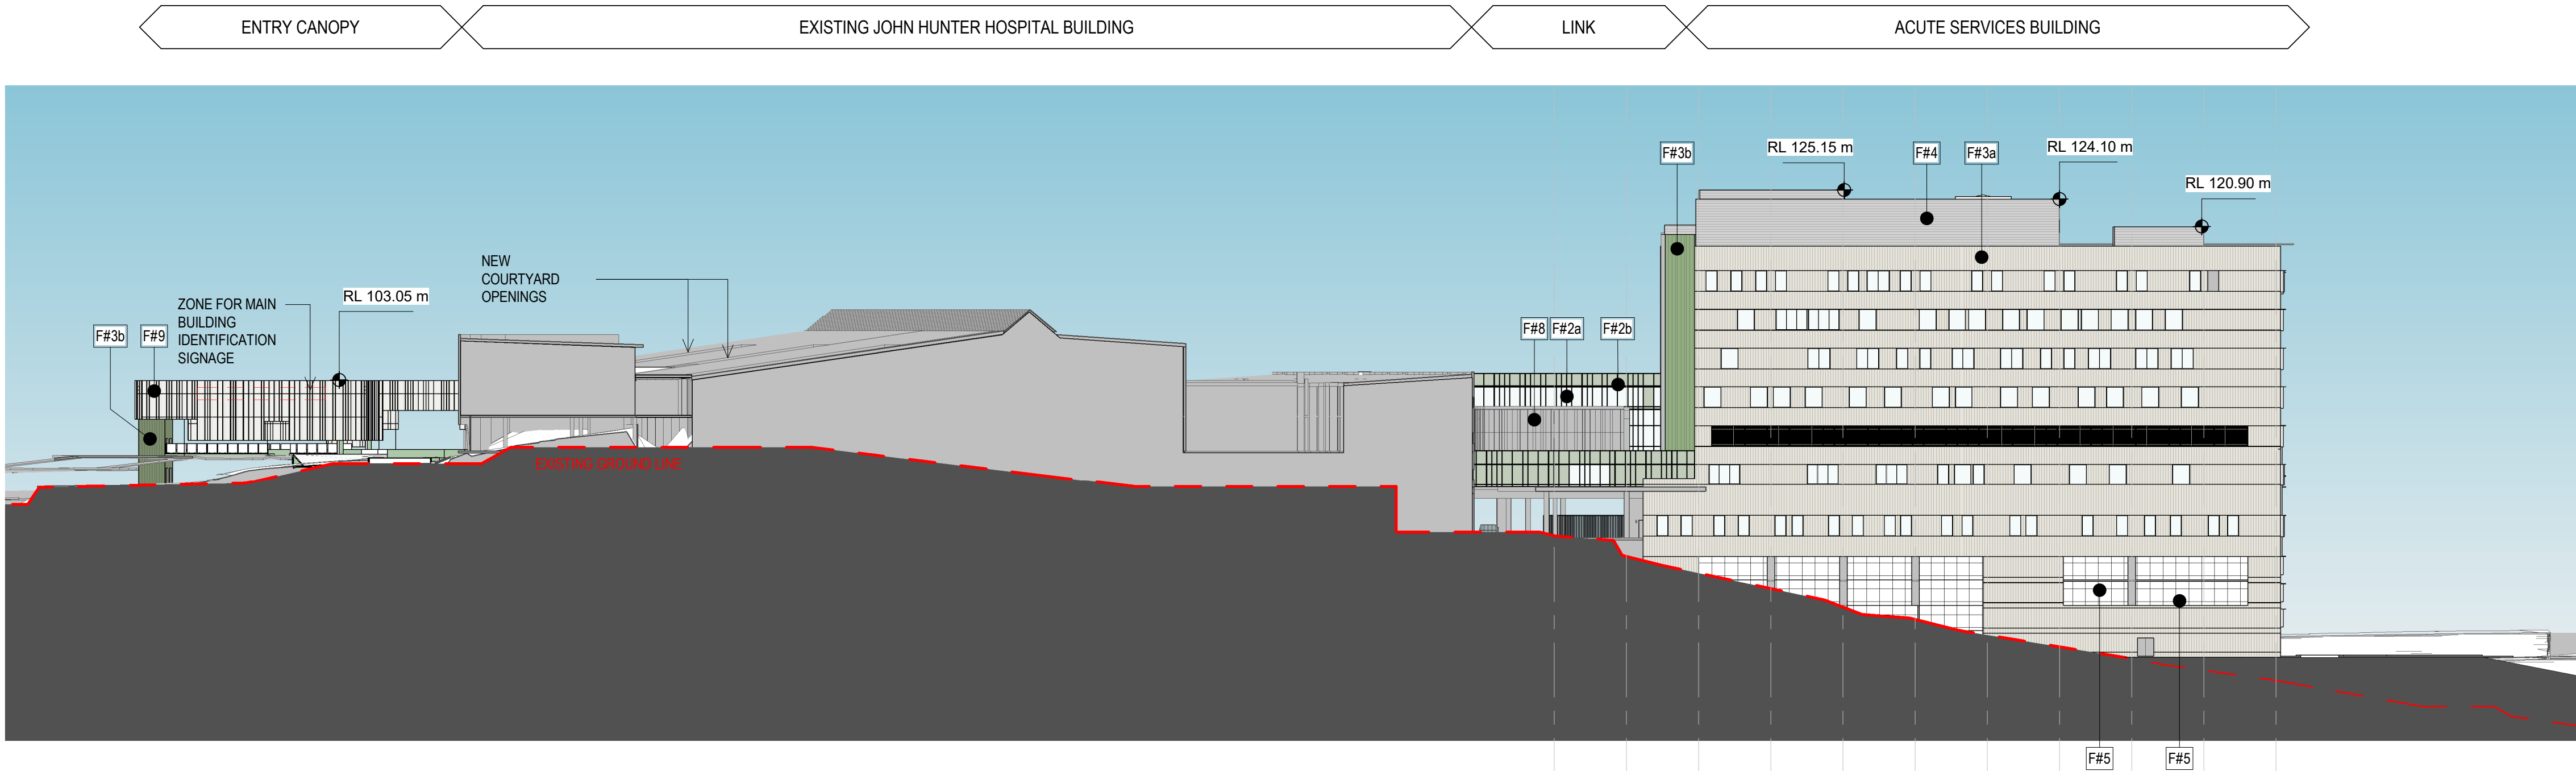 ENTRY CANOPY
EXISTING JOHN HUNTER HOSPITAL BUILDING
LINK
ACUTE SERVICES BUILDING
F#3b
RL 125.15 m
F#4
F#3a
RL 124.10 m
RL 120.90 m
NEW
COURTYARD
OPENINGS
ZONE FOR MAIN
BUILDING
IDENTIFICATION
SIGNAGE
RL 103.05 m
F#3b
F#9
F#8
F#2a
F#2b
EXISTING GROUND LINE
F#5
F#5